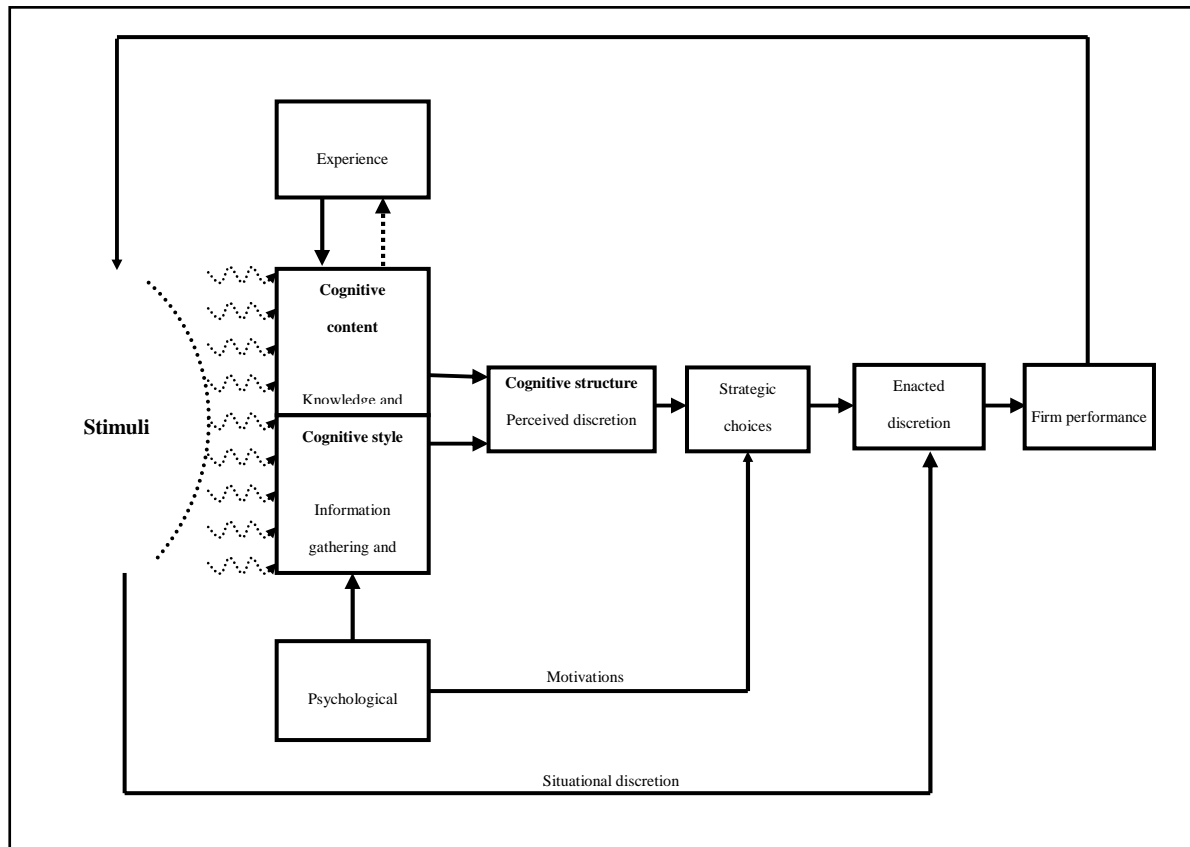 Experience
Cognitive
content
Knowledge and
Stimuli
Cognitive style
Information
gathering and
Cognitive structure
Perceived discretion
Strategic
choices
Enacted
discretion
Firm performance
Psychological
Motivations
Situational discretion